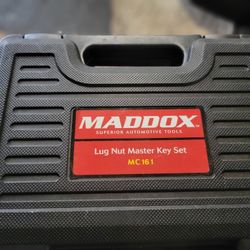 MADDOX
SUPERIOR AUTOMOTIVE TOOLS
Lug Nut Master Key Set
MC161